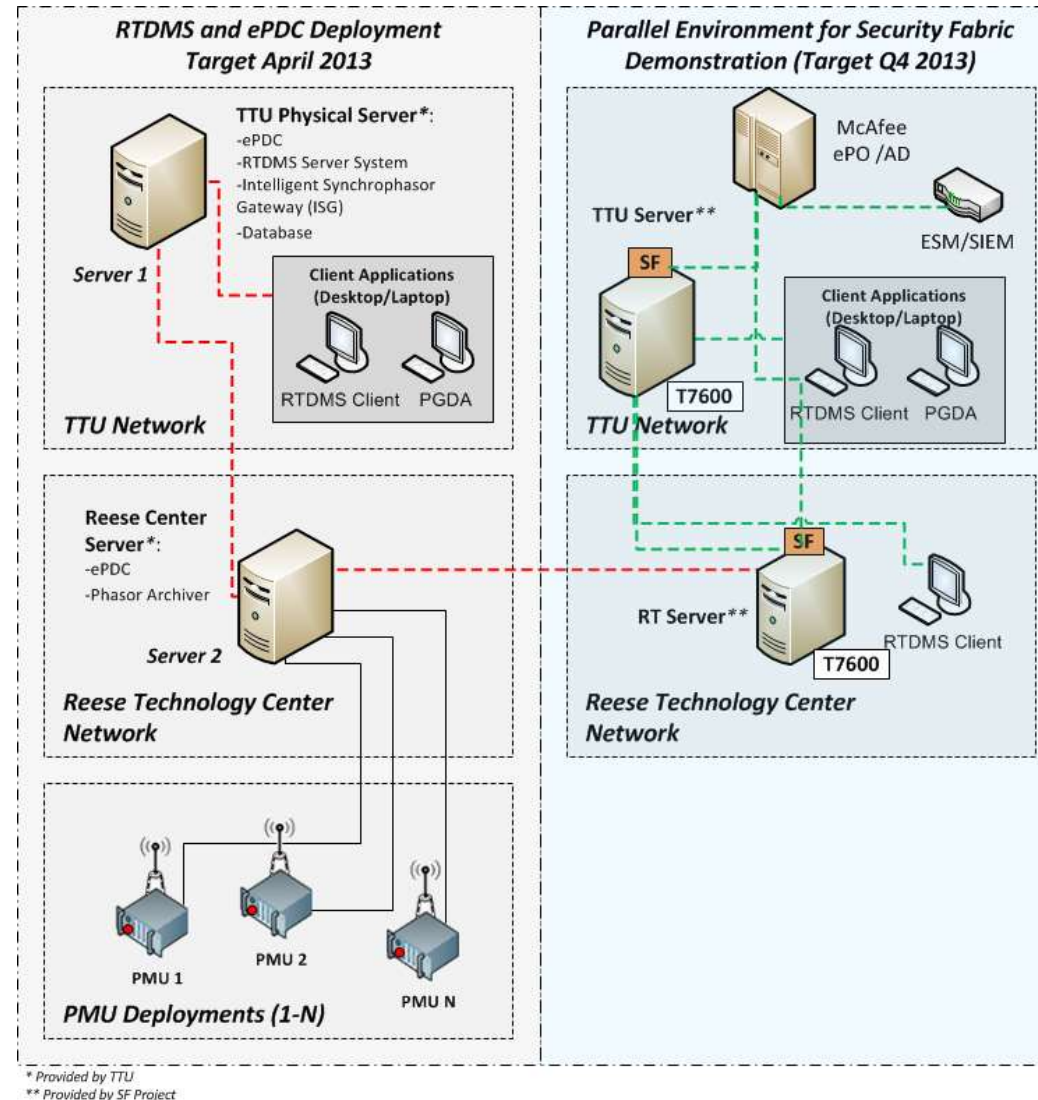 RTDMS and ePDC Deployment
Target April 2013
TTU Physical Server*:
-ePDC
-RTDMS Server System
-Intelligent Synchrophasor
Gateway (ISG)
-Database
Server 1
Client Applications
(Desktop/Laptop)
RTDMS Client
PGDA
TTU Network
Reese Center
Server*:
-ePDC
-Phasor Archiver
Server 2
Reese Technology Center
Network
PMU 1
PMU 2
PMU N
PMU Deployments (1-N)
Parallel Environment for Security Fabric
Demonstration (Target Q4 2013)
McAfee
ePO /AD
ESM/SIEM
TTU Server**
SF
T7600
Client Applications
(Desktop/Laptop)
RTDMS Client
PGDA
TTU Network
SF
RT Server**
T7600
RTDMS Client
Reese Technology Center
Network
* Provided by TTU
** Provided by SF Project